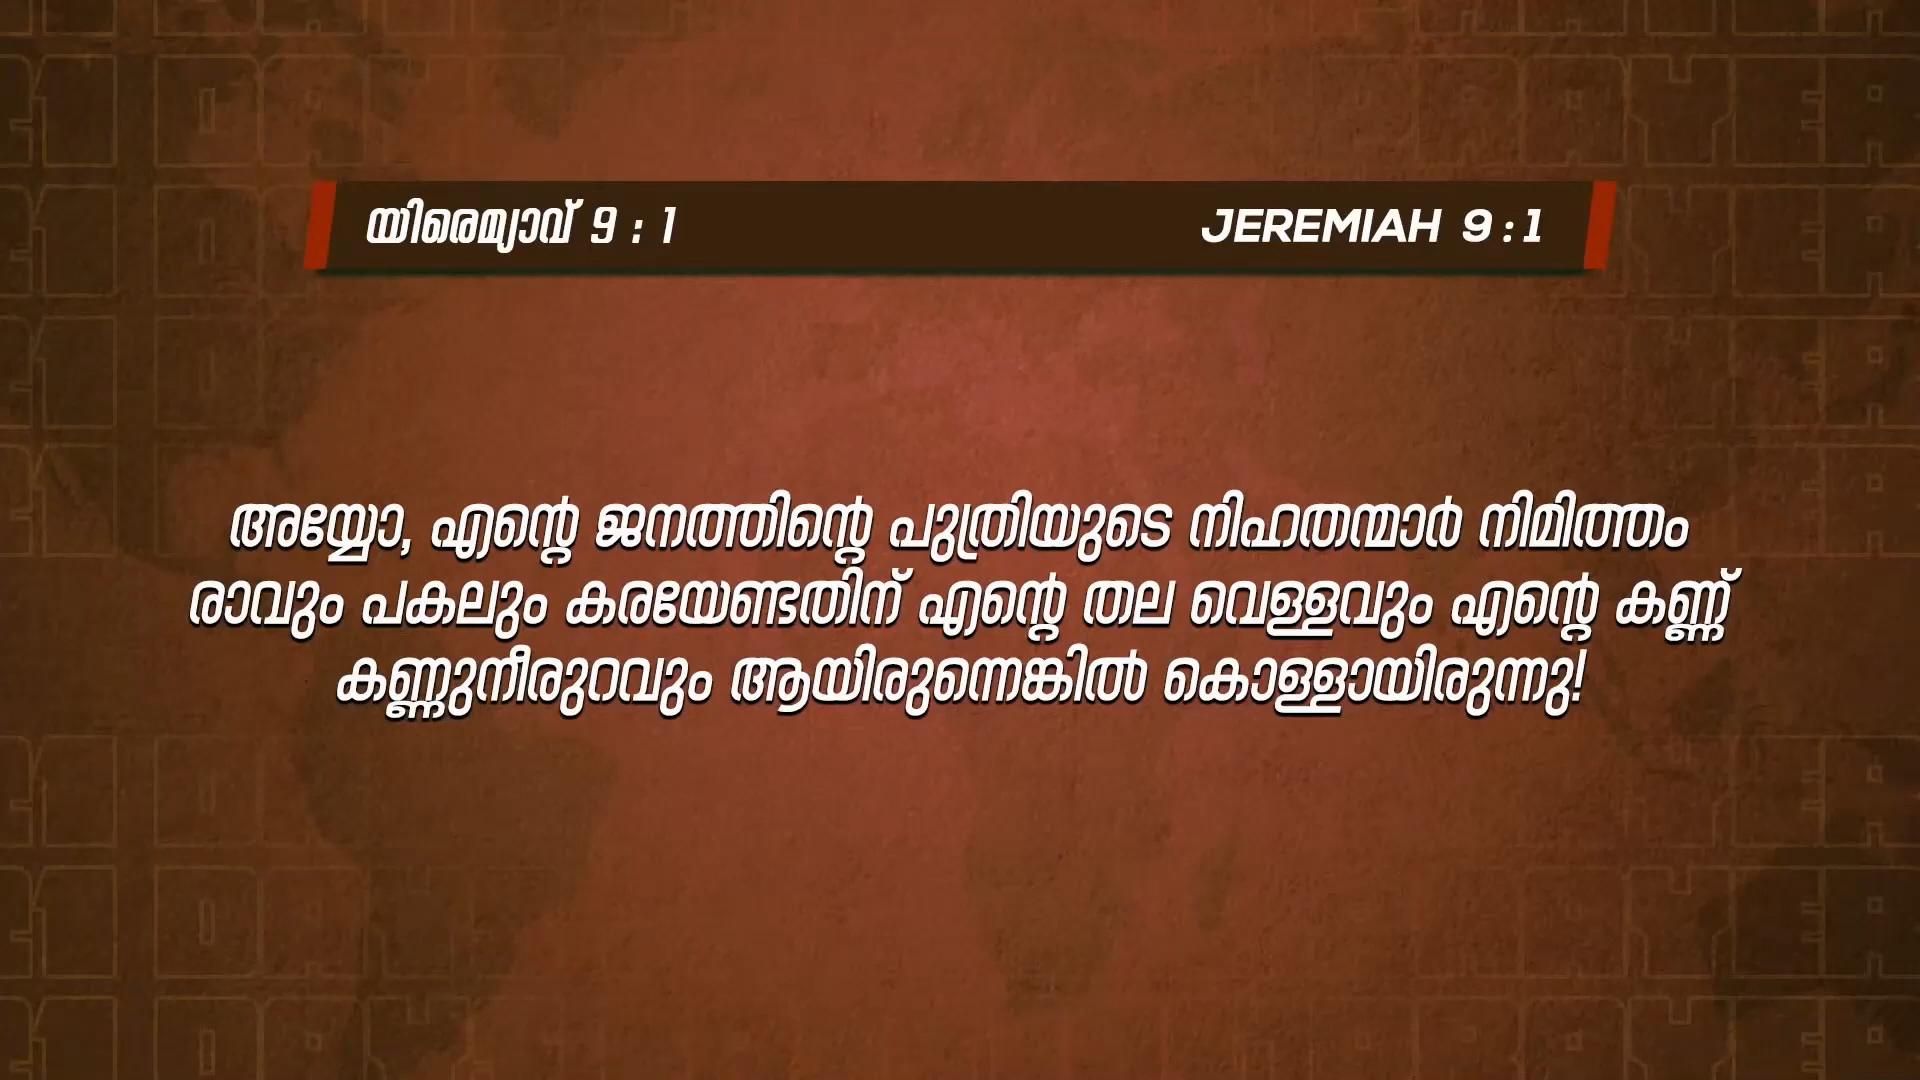 യിരെമ്യാവ് 9 : 1
JEREMIAH 9:1
അയ്യോ, എന്റെ ജനത്തിന്റെ പുത്രിയുടെ നിഹതന്മാർ നിമിത്തം
രാവും പകലും കരയേണ്ടതിന് എന്റെ തല വെള്ളവും എന്റെ കണ്ണ്
കണ്ണുനീരുറവും ആയിരുന്നെങ്കിൽ കൊള്ളായിരുന്നു!